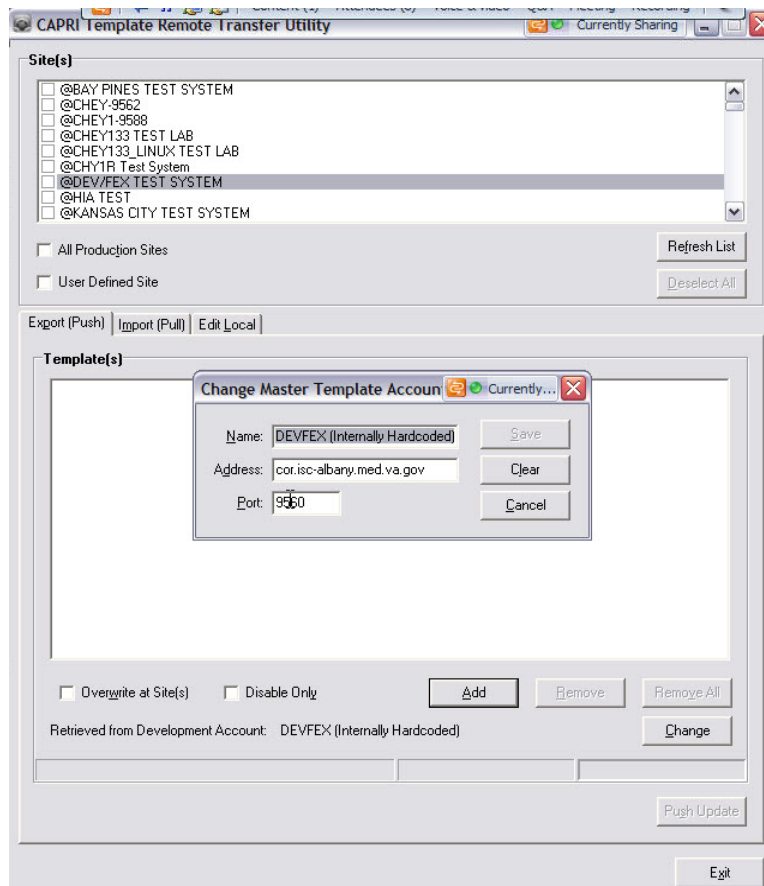 CAPRI Template Remote Transfer Utility
Currently Sharing
Site(s)
@BAY PINES TEST SYSTEM
@CHEY-9562
@CHEY1-9588
@CHEY133 TEST LAB
@CHEY133_LINUX TEST LAB
@CHY1R Test System
@DEV/FEX TEST SYSTEM
@HIA TEST
@KANSAS CITY TEST SYSTEM
All Production Sites
Refresh List
User Defined Site
Deselect All
Export (Push) Import (Pull) Edit Local
Template(s)
Change Master Template Accoun Currently...
Name: DEVFEX (Internally Hardcoded) Save
Address: cor.isc-albany.med.va.gov Clear
Port: 9560 Cancel
Overwrite at Site(s) Disable Only Add Remove Remove All
Retrieved from Development Account: DEVFEX (Internally Hardcoded) Change
Push Update
Exit